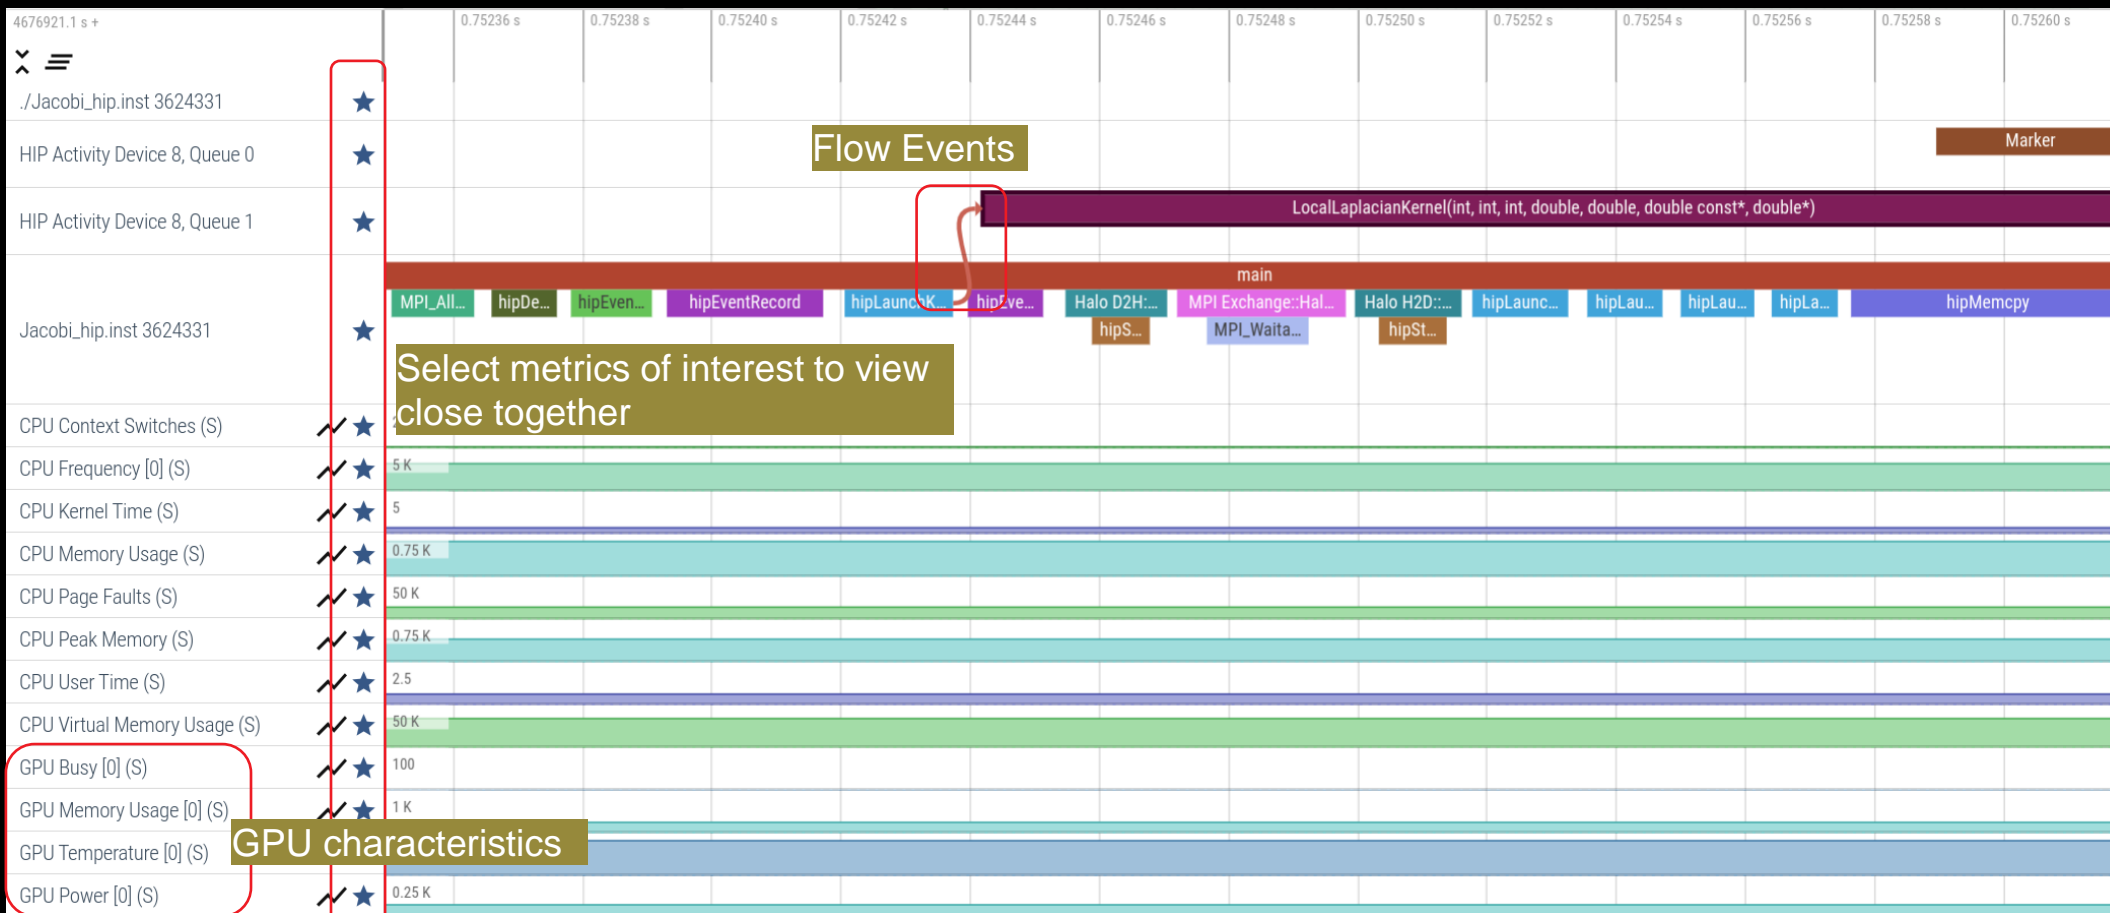 4676921.1 s +
0.75236 s
0.75238 s
0.75240 s
0.75242 s
0.75244 s
0.75246 s
0.75248 s
0.75250 s
0.75252 s
0.75254 s
0.75256 s
0.75258 s
0.75260 s
./Jacobi_hip.inst 3624331
Flow Events
HIP Activity Device 8, Queue 0
Marker
HIP Activity Device 8, Queue 1
LocalLaplacianKernel(int, int, int, double, double, double const*, double*)
main
MPI_All...
hipDe...
hipEven...
hipEventRecord
hipLaunchK...
hipEve...
Halo D2H:...
MPI Exchange::Hal...
Halo H2D::...
hipLaunc...
hipLau...
hipLau...
hipLa...
hipMemcpy
Jacobi_hip.inst 3624331
hipS...
MPI_Waita...
hipSt...
Select metrics of interest to view
close together
CPU Context Switches (S)
CPU Frequency [0] (S)
5 K
CPU Kernel Time (S)
5
CPU Memory Usage (S)
0.75 K
CPU Page Faults (S)
50 K
CPU Peak Memory (S)
0.75 K
CPU User Time (S)
2.5
CPU Virtual Memory Usage (S)
50 K
GPU Busy [0] (S)
100
GPU Memory Usage [0] (S)
1 K
GPU characteristics
GPU Temperature [0] (S)
GPU Power [0] (S)
0.25 K